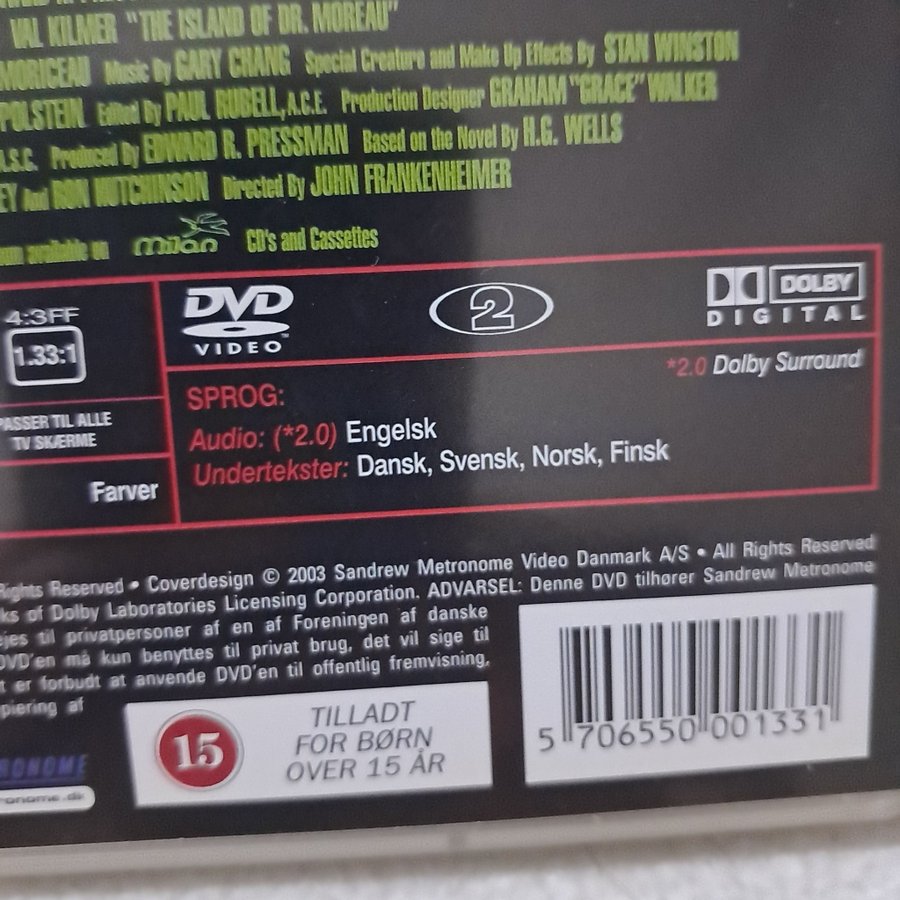 VAL KILMER "THE ISLAND OF DR. MOREAU"
MORICEAU Music By GARY CHANG Special Creature and Make Up Effects By STAN WINSTON
POLSTEIN Edited By PAUL RUBELL, A.C.E. Production Designer GRAHAM "GRACE" WALKER
A.S.C. Produced By EDWARD R. PRESSMAN Based on the Novel By H.G. WELLS
EY And RON HUTCHINSON Directed By JOHN FRANKENHEIMER
available on milan CD's and Cassettes
4:3FF
1.33:1
PASSER TIL ALLE
TV SKÆRME
Farver
DVD
VIDEO
2
DOLBY
DIGITAL
*2.0 Dolby Surround
SPROG:
Audio: (*2.0) Engelsk
Undertekster: Dansk, Svensk, Norsk, Finsk
Rights Reserved • Coverdesign © 2003 Sandrew Metronome Video Danmark A/S • All Rights Reserved
ks of Dolby Laboratories Licensing Corporation. ADVARSEL: Denne DVD tilhører Sandrew Metronome
ejes til privatpersoner af en af Foreningen af danske
DVD'en må kun benyttes til privat brug, det vil sige til
t er forbudt at anvende DVD'en til offentlig fremvisning,
piering af
RONOME
onome.dk
15
TILLADT
FOR BØRN
OVER 15 ÅR
5 706550 001331